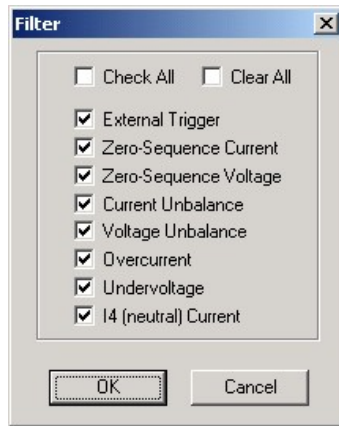 Filter
Check All Clear All
External Trigger
Zero-Sequence Current
Zero-Sequence Voltage
Current Unbalance
Voltage Unbalance
Overcurrent
Undervoltage
I4 (neutral) Current
OK Cancel